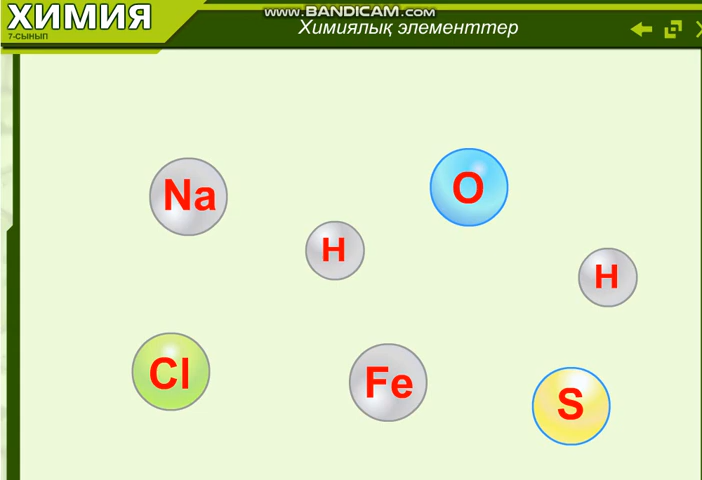 ХИМИЯ
7-СЫНЫП
www.BANDICAM.com
Химиялық элементтер
Na
O
H
H
Cl
Fe
S